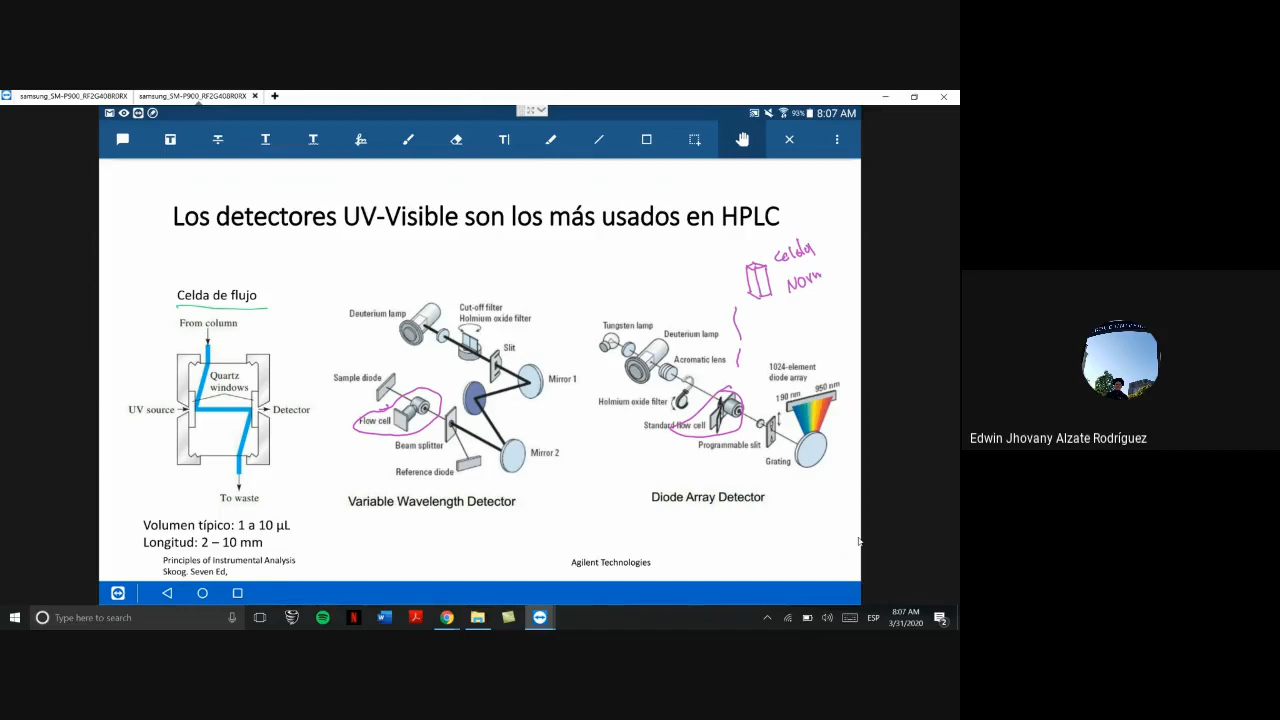 samsung_SM-P900_RF2G408R0RX
samsung_SM-P900_RF2G408R0RX
93%
8:07 AM
Los detectores UV-Visible son los más usados en HPLC
celda
Norm
Celda de flujo
From column
Quartz
windows
UV source
Detector
To waste
Volumen típico: 1 a 10 µL
Longitud: 2 – 10 mm
Principles of Instrumental Analysis
Skoog. Seven Ed,
Deuterium lamp
Cut-off filter
Holmium oxide filter
Slit
Sample diode
Mirror 1
Flow cell
Beam splitter
Mirror 2
Reference diode
Variable Wavelength Detector
Tungsten lamp
Deuterium lamp
Acromatic lens
1024-element
diode array
950 nm
190 nm
Holmium oxide filter
Standard flow cell
Programmable slit
Grating
Diode Array Detector
Agilent Technologies
Edwin Jhovany Alzate Rodriguez
Type here to search
ESP
8:07 AM
3/31/2020
2